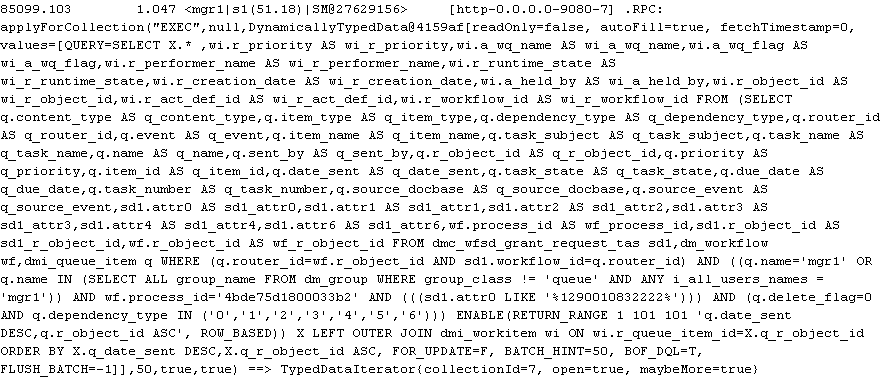 85099.103 1.047 <mgr1|s1(51.18)|SM@27629156> [http-0.0.0.0-9080-7] .RPC:
applyForCollection("EXEC",null,DynamicallyTypedData@4159af[readOnly=false, autoFill=true, fetchTimestamp=0,
values=[QUERY=SELECT X.* ,wi.r_priority AS wi_r_priority,wi.a_wq_name AS wi_a_wq_name,wi.a_wq_flag AS
wi_a_wq_flag,wi.r_performer_name AS wi_r_performer_name,wi.r_runtime_state AS
wi_r_runtime_state,wi.r_creation_date AS wi_r_creation_date,wi.a_held_by AS wi_a_held_by,wi.r_object_id AS
wi_r_object_id,wi.r_act_def_id AS wi_r_act_def_id,wi.r_workflow_id AS wi_r_workflow_id FROM (SELECT
q.content_type AS q_content_type,q.item_type AS q_item_type,q.dependency_type AS q_dependency_type,q.router_id
AS q_router_id,q.event AS q_event,q.item_name AS q_item_name,q.task_subject AS q_task_subject,q.task_name AS
q_task_name,q.name AS q_name,q.sent_by AS q_sent_by,q.r_object_id AS q_r_object_id,q.priority AS
q_priority,q.item_id AS q_item_id,q.date_sent AS q_date_sent,q.task_state AS q_task_state,q.due_date AS
q_due_date,q.task_number AS q_task_number,q.source_docbase AS q_source_docbase,q.source_event AS
q_source_event,sd1.attr0 AS sd1_attr0,sd1.attr1 AS sd1_attr1,sd1.attr2 AS sd1_attr2,sd1.attr3 AS
sd1_attr3,sd1.attr4 AS sd1_attr4,sd1.attr6 AS sd1_attr6,wf.process_id AS wf_process_id,sd1.r_object_id AS
sd1_r_object_id,wf.r_object_id AS wf_r_object_id FROM dmc_wfsd_grant_request_tas sd1,dm_workflow
wf,dmi_queue_item q WHERE (q.router_id=wf.r_object_id AND sd1.workflow_id=q.router_id) AND ((q.name='mgr1' OR
q.name IN (SELECT ALL group_name FROM dm_group WHERE group_class != 'queue' AND ANY i_all_users_names =
'mgr1')) AND wf.process_id='4bde75d1800033b2' AND (((sd1.attr0 LIKE '%1290010832222%'))) AND (q.delete_flag=0
AND q.dependency_type IN ('0','1','2','3','4','5','6'))) ENABLE(RETURN_RANGE 1 101 101 'q.date_sent
DESC,q.r_object_id ASC', ROW_BASED)) X LEFT OUTER JOIN dmi_workitem wi ON wi.r_queue_item_id=X.q_r_object_id
ORDER BY X.q_date_sent DESC,X.q_r_object_id ASC, FOR_UPDATE=F, BATCH_HINT=50, BOF_DQL=T,
FLUSH_BATCH=-1]],50,true,true) ==> TypedDataIterator{collectionId=7, open=true, maybeMore=true}